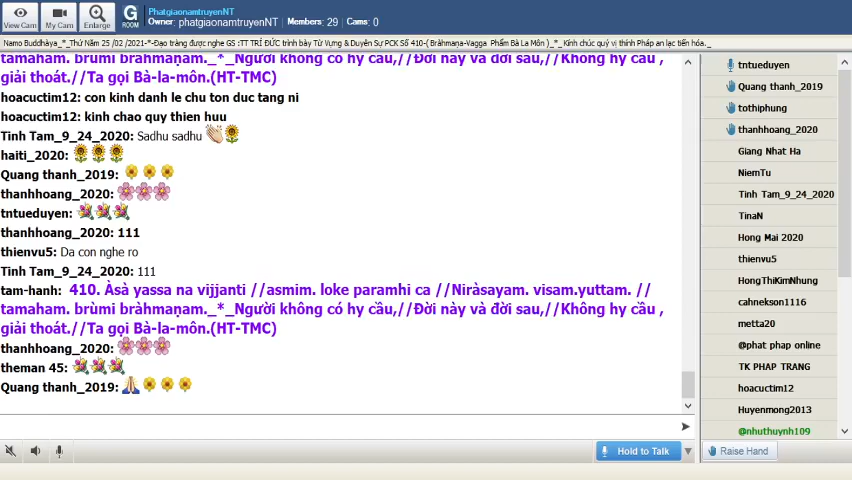 View Cam
My Cam
Enlarge
G
ROOM
PhatgiaonamtruyenNT
Owner: phatgiaonamtruyenNT | Members: 29 | Cams: 0
Namo Buddhàya_*_Thứ Năm 25 /02 /2021-*-Đạo tràng được nghe GS :TT TRÍ ĐỨC trình bày Từ Vựng & Duyên Sự PCK Số 410-( Bràhmaṇa-Vagga Phẩm Bà La Môn )_*_ Kính chúc quý vị thính Pháp an lạc tiến hóa._
tamaham. brùmi bràhmaṇam._*_Người không có hy cầu,//Đời này và đời sau,//Không hy cầu ,
giải thoát.//Ta gọi Bà-la-môn.(HT-TMC)
hoacuctim12: con kinh danh le chu ton duc tang ni
hoacuctim12: kinh chao quy thien huu
Tinh Tam_9_24_2020: Sadhu sadhu
haiti_2020:
Quang thanh_2019:
thanhhoang_2020:
tntueduyen:
thanhhoang_2020: 111
thienvu5: Da con nghe ro
Tinh Tam_9_24_2020: 111
tam-hanh: 410. Àsà yassa na vijjanti //asmim. loke paramhi ca //Niràsayam. visam.yuttam. //
tamaham. brùmi bràhmaṇam._*_Người không có hy cầu,//Đời này và đời sau,//Không hy cầu ,
giải thoát.//Ta gọi Bà-la-môn.(HT-TMC)
thanhhoang_2020:
theman 45:
Quang thanh_2019:
Hold to Talk
tntueduyen
Quang thanh_2019
tothiphung
thanhhoang_2020
Giang Nhat Ha
NiemTu
Tinh Tam_9_24_2020
TinaN
Hong Mai 2020
thienvu5
HongThiKimNhung
cahnekson1116
metta20
@phat phap online
TK PHAP TRANG
hoacuctim12
Huyenmong2013
@nhuthuynh109
Raise Hand